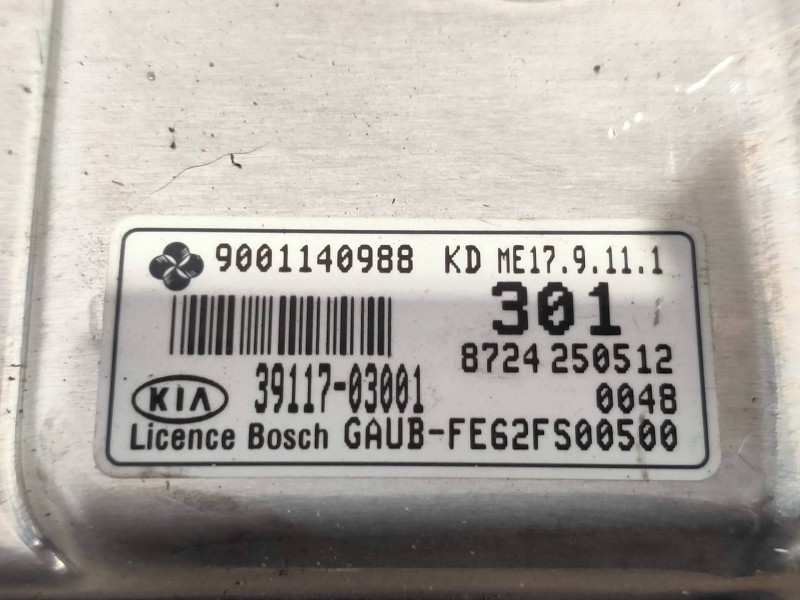 9001140988 KD ME17.9.11.1
301
8724 250512
39117-03001
0048
KIA
Licence Bosch GAUB-FE62FS00500